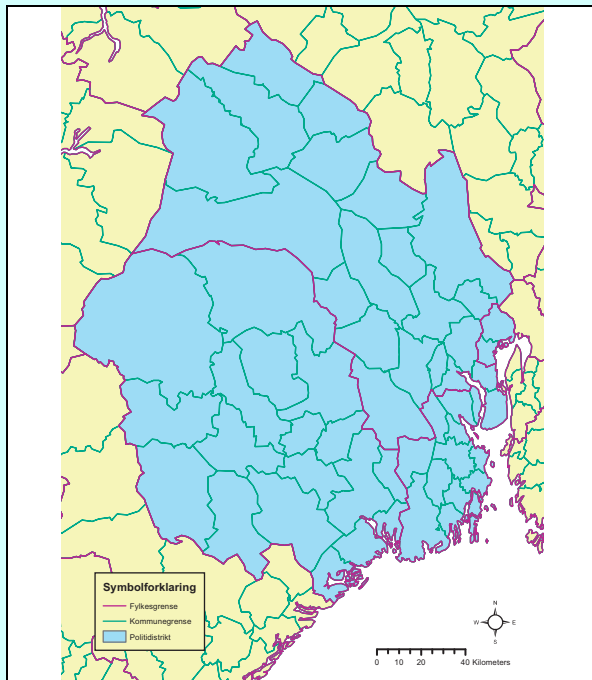 Symbolforklaring
Fylkesgrense
Kommunegrense
Politidistrikt
N
W E
S
0 10 20 40 Kilometers